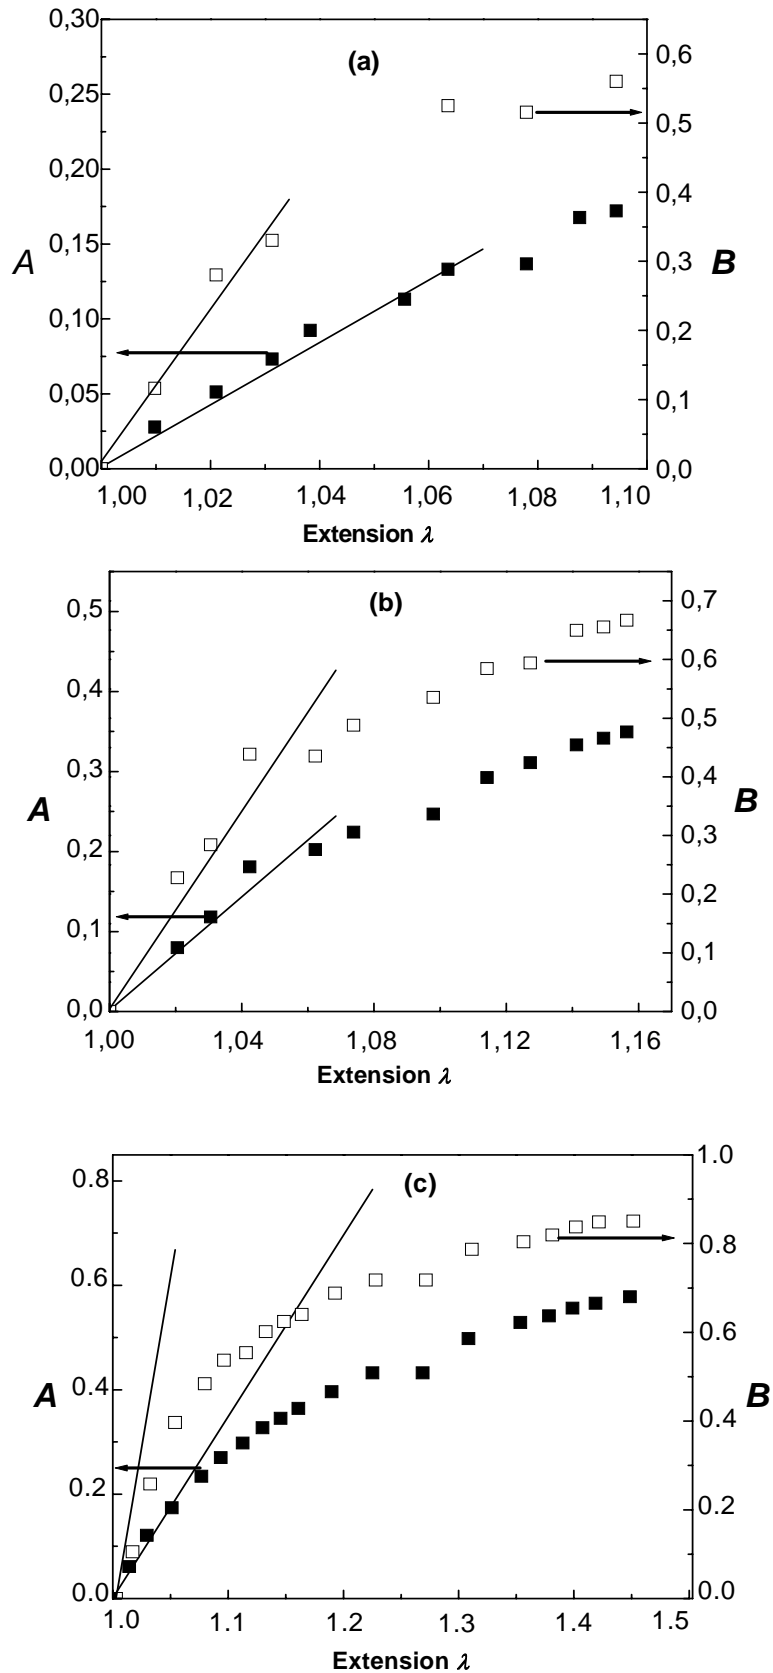 (a)
0,30
0,25
0,20
0,15
0,10
0,05
0,00
A
0,6
0,5
0,4
0,3
0,2
0,1
0,0
B
1,00 1,02 1,04 1,06 1,08 1,10
Extension λ
(b)
0,5
0,4
0,3
0,2
0,1
0,0
A
0,7
0,6
0,5
0,4
0,3
0,2
0,1
0,0
B
1,00 1,04 1,08 1,12 1,16
Extension λ
(c)
0.8
0.6
0.4
0.2
0.0
A
1.0
0.8
0.6
0.4
0.2
0.0
B
1.0 1.1 1.2 1.3 1.4 1.5
Extension λ